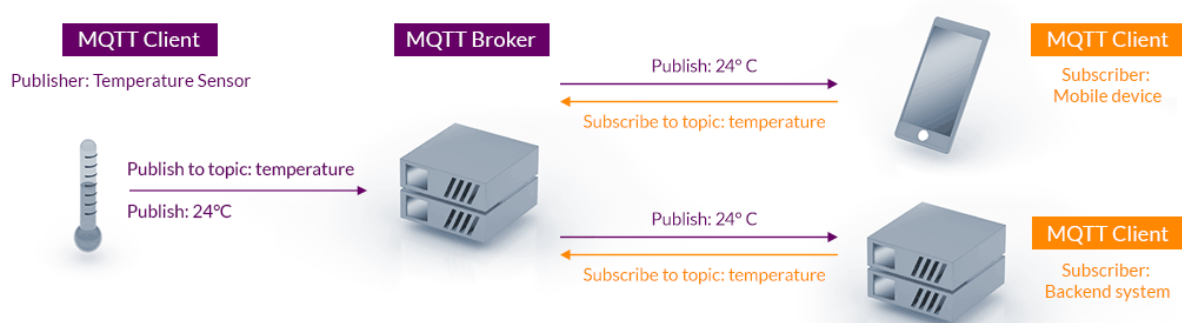 MQTT Client
Publisher: Temperature Sensor
Publish to topic: temperature
Publish: 24°C
MQTT Broker
Publish: 24° C
Subscribe to topic: temperature
Publish: 24° C
Subscribe to topic: temperature
MQTT Client
Subscriber:
Mobile device
MQTT Client
Subscriber:
Backend system